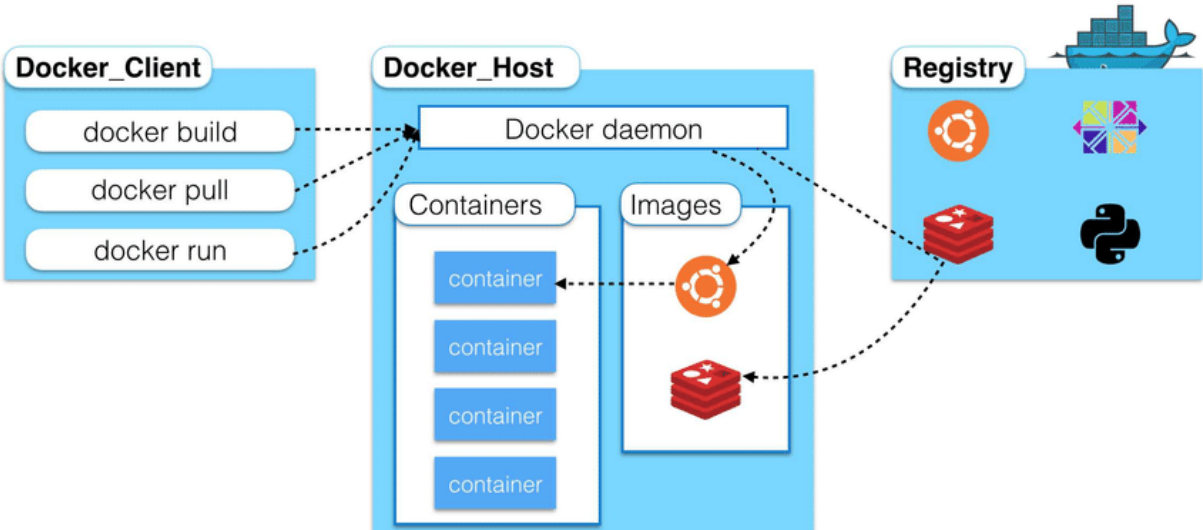 Docker_Client
docker build
docker pull
docker run
Docker_Host
Docker daemon
Containers
container
container
container
container
Images
Registry